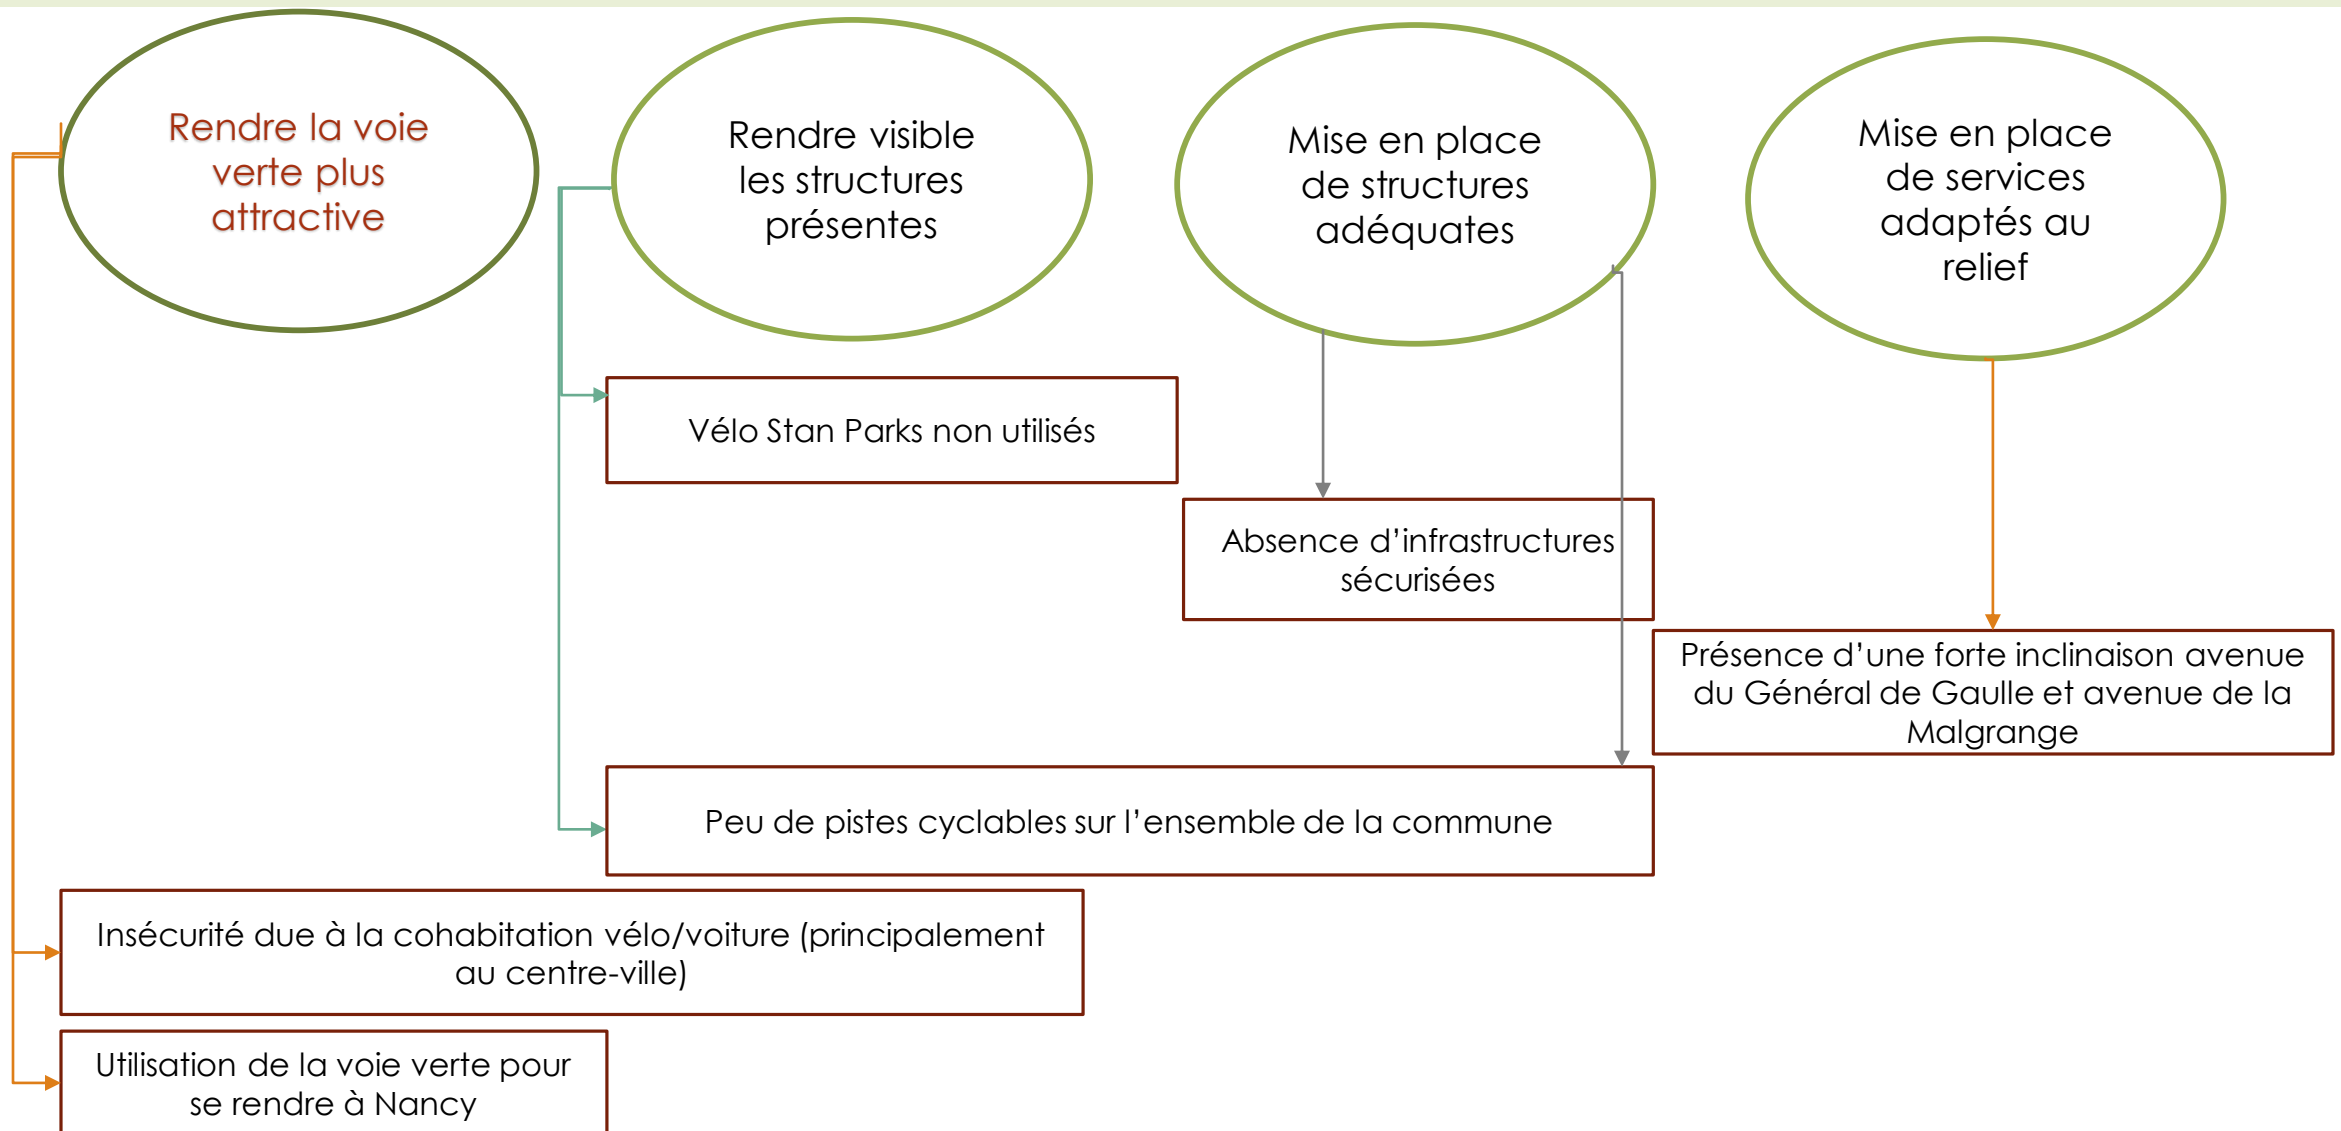 Rendre la voie
verte plus
attractive
Rendre visible
les structures
présentes
Mise en place
de structures
adéquates
Mise en place
de services
adaptés au
relief
Vélo Stan Parks non utilisés
Absence d’infrastructures
sécurisées
Présence d’une forte inclinaison avenue
du Général de Gaulle et avenue de la
Malgrange
Peu de pistes cyclables sur l’ensemble de la commune
Insécurité due à la cohabitation vélo/voiture (principalement
au centre-ville)
Utilisation de la voie verte pour
se rendre à Nancy